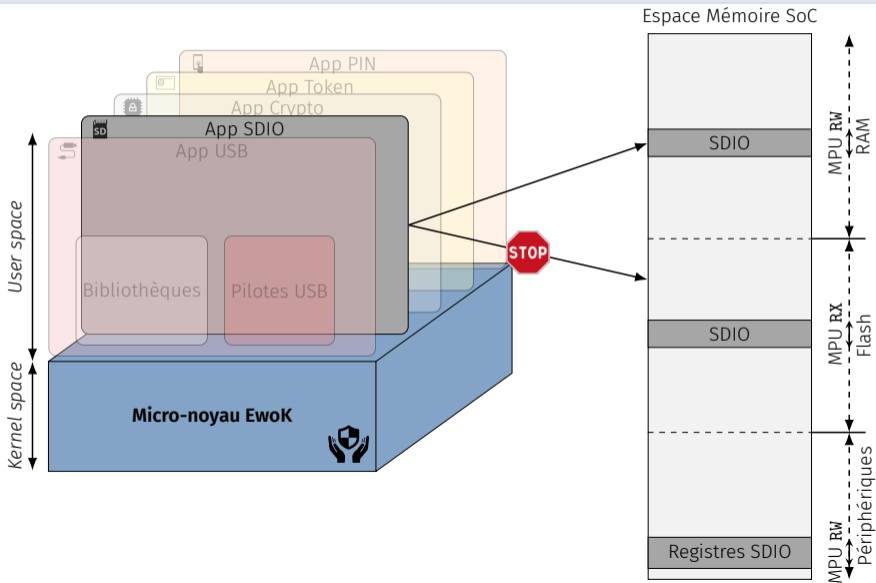 Espace Mémoire SoC
App PIN
App Token
App Crypto
SD
App SDIO
App USB
Bibliothèques
Pilotes USB
User space
Kernel space
Micro-noyau EwoK
STOP
SDIO
MPU RW
RAM
SDIO
MPU RX
Flash
Registres SDIO
MPU RW
Périphériques